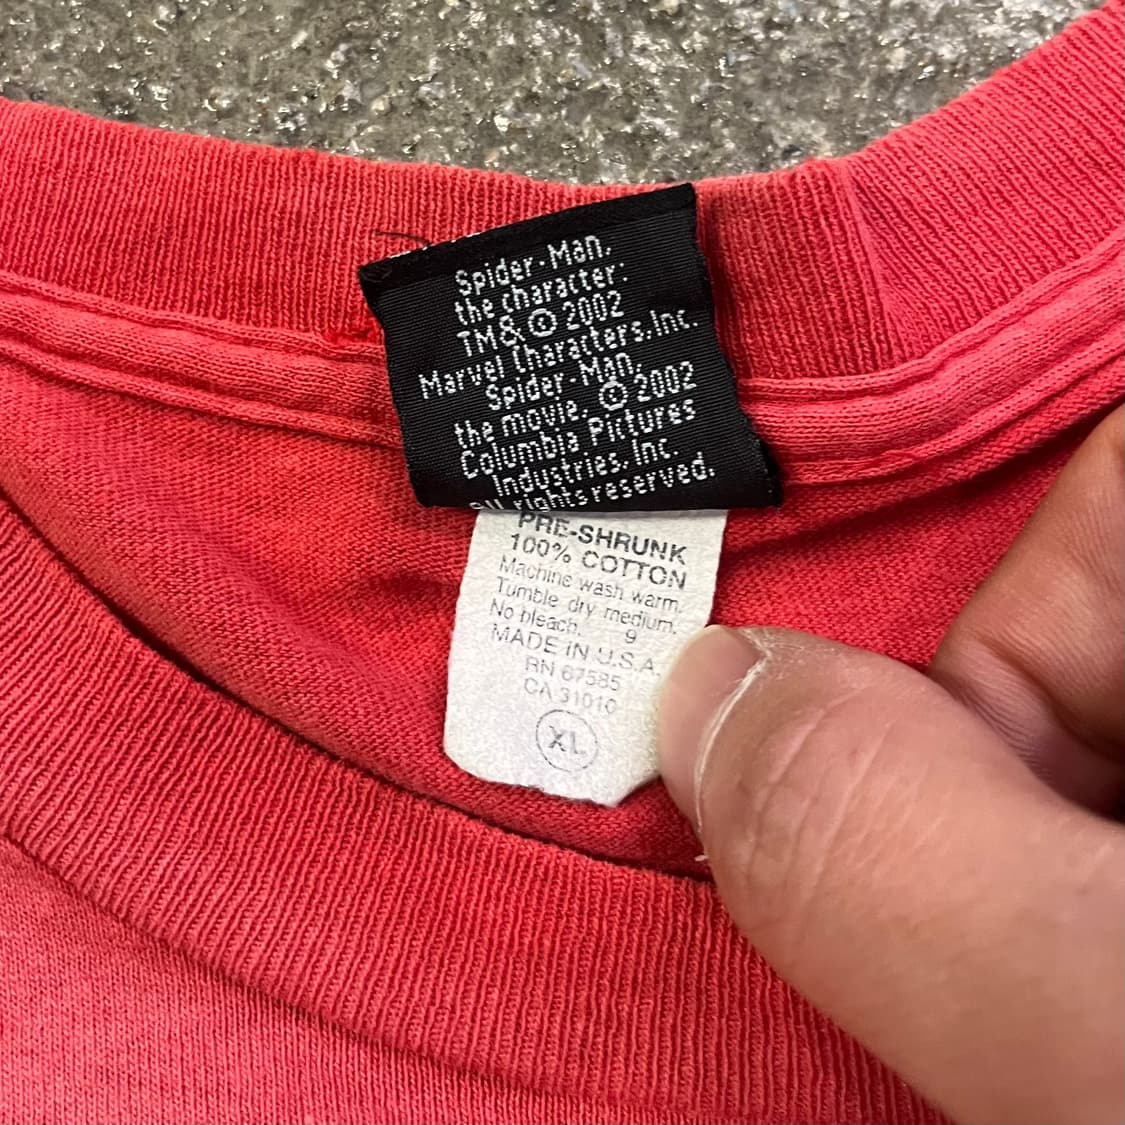 Spider-Man,
the character:
TM & © 2002
Marvel Characters, Inc.
Spider-Man,
the movie. © 2002
Columbia Pictures
Industries, Inc.
All rights reserved.
PRE-SHRUNK
100% COTTON
Machine wash warm.
Tumble dry medium.
No bleach. 9
MADE IN U.S.A.
RN 67585
CA 31010
XL